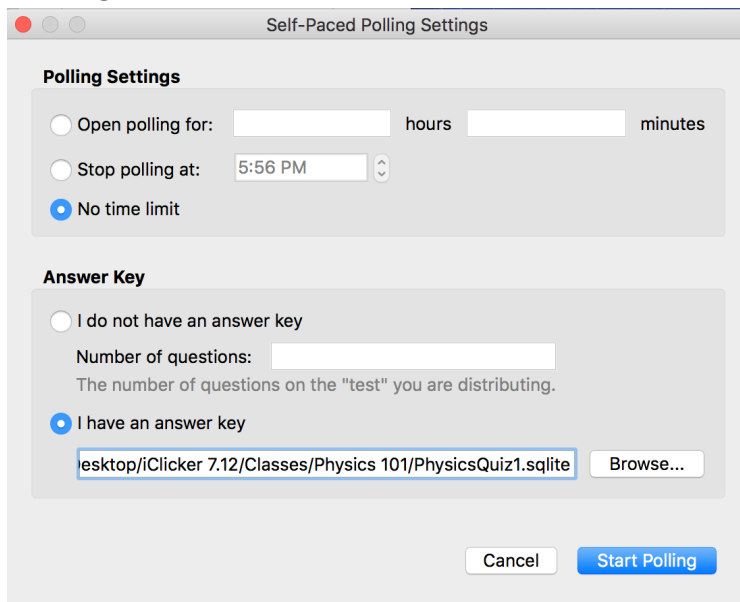 Self-Paced Polling Settings
Polling Settings
Open polling for: hours minutes
Stop polling at: 5:56 PM
No time limit
Answer Key
I do not have an answer key
Number of questions:
The number of questions on the "test" you are distributing.
I have an answer key
esktop/iClicker 7.12/Classes/Physics 101/PhysicsQuiz1.sqlite Browse...
Cancel Start Polling